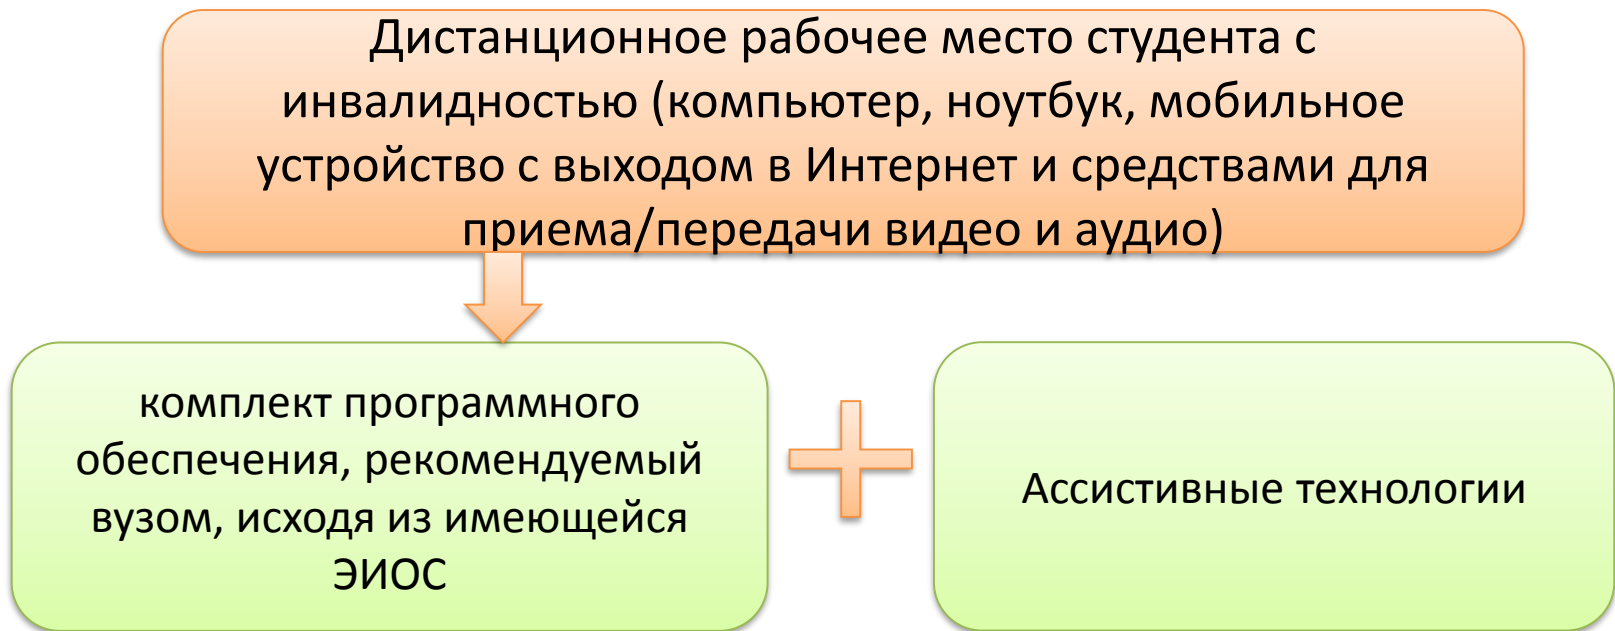 Дистанционное рабочее место студента с
инвалидностью (компьютер, ноутбук, мобильное
устройство с выходом в Интернет и средствами для
приема/передачи видео и аудио)
комплект программного
обеспечения, рекомендуемый
вузом, исходя из имеющейся
ЭИОС
Ассистивные технологии